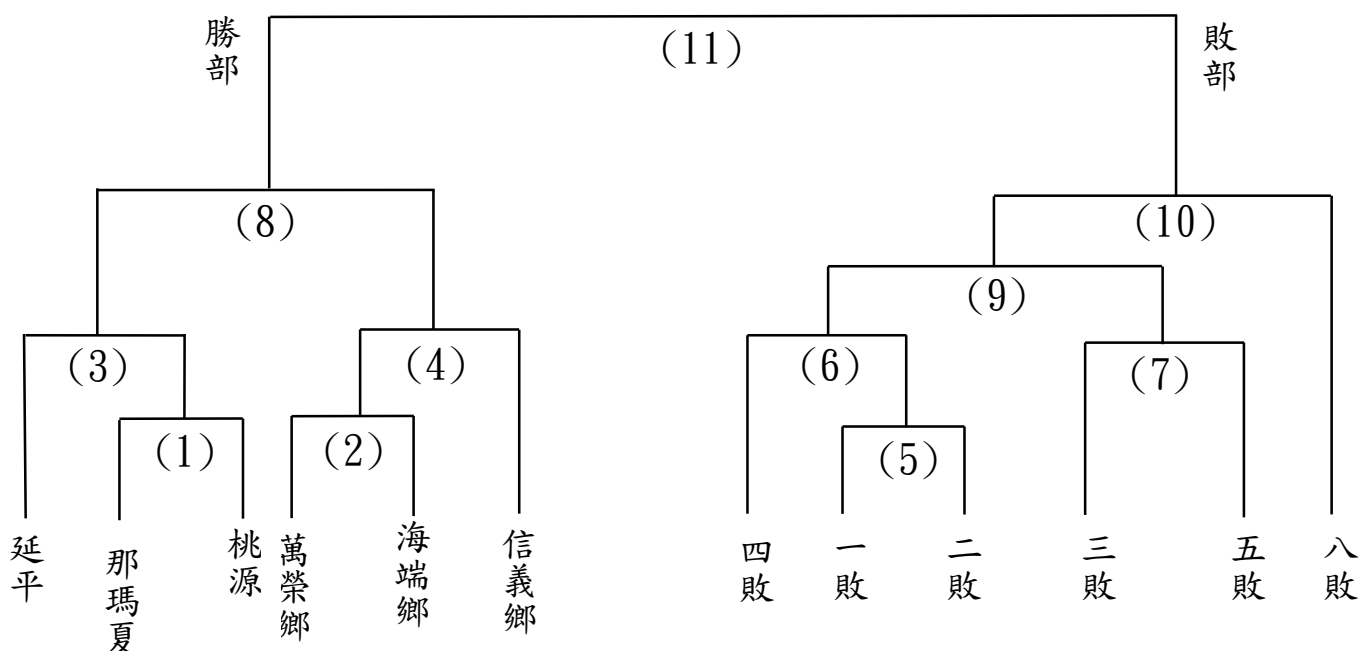 勝部
(11)
敗部
(8)
(10)
(9)
(3)
(4)
(6)
(7)
(1)
(2)
(5)
延平
那瑪夏
桃源
萬榮鄉
海端鄉
信義鄉
四敗
一敗
二敗
三敗
五敗
八敗